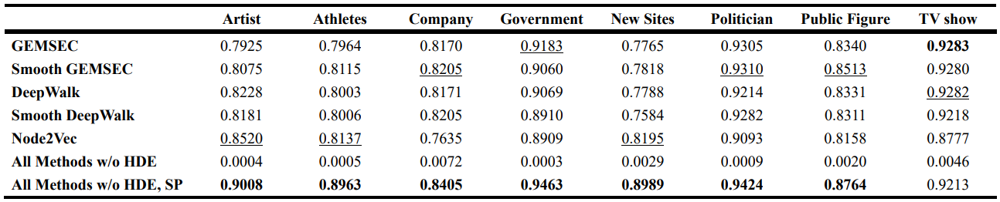 Artist Athletes Company Government New Sites Politician Public Figure TV show
GEMSEC 0.7925 0.7964 0.8170 0.9183 0.7765 0.9305 0.8340 0.9283
Smooth GEMSEC 0.8075 0.8115 0.8205 0.9060 0.7818 0.9310 0.8513 0.9280
DeepWalk 0.8228 0.8003 0.8171 0.9069 0.7788 0.9214 0.8331 0.9282
Smooth DeepWalk 0.8181 0.8006 0.8205 0.8910 0.7584 0.9282 0.8311 0.9218
Node2Vec 0.8520 0.8137 0.7635 0.8909 0.8195 0.9093 0.8158 0.8777
All Methods w/o HDE 0.0004 0.0005 0.0072 0.0003 0.0029 0.0009 0.0020 0.0046
All Methods w/o HDE, SP 0.9008 0.8963 0.8405 0.9463 0.8989 0.9424 0.8764 0.9213